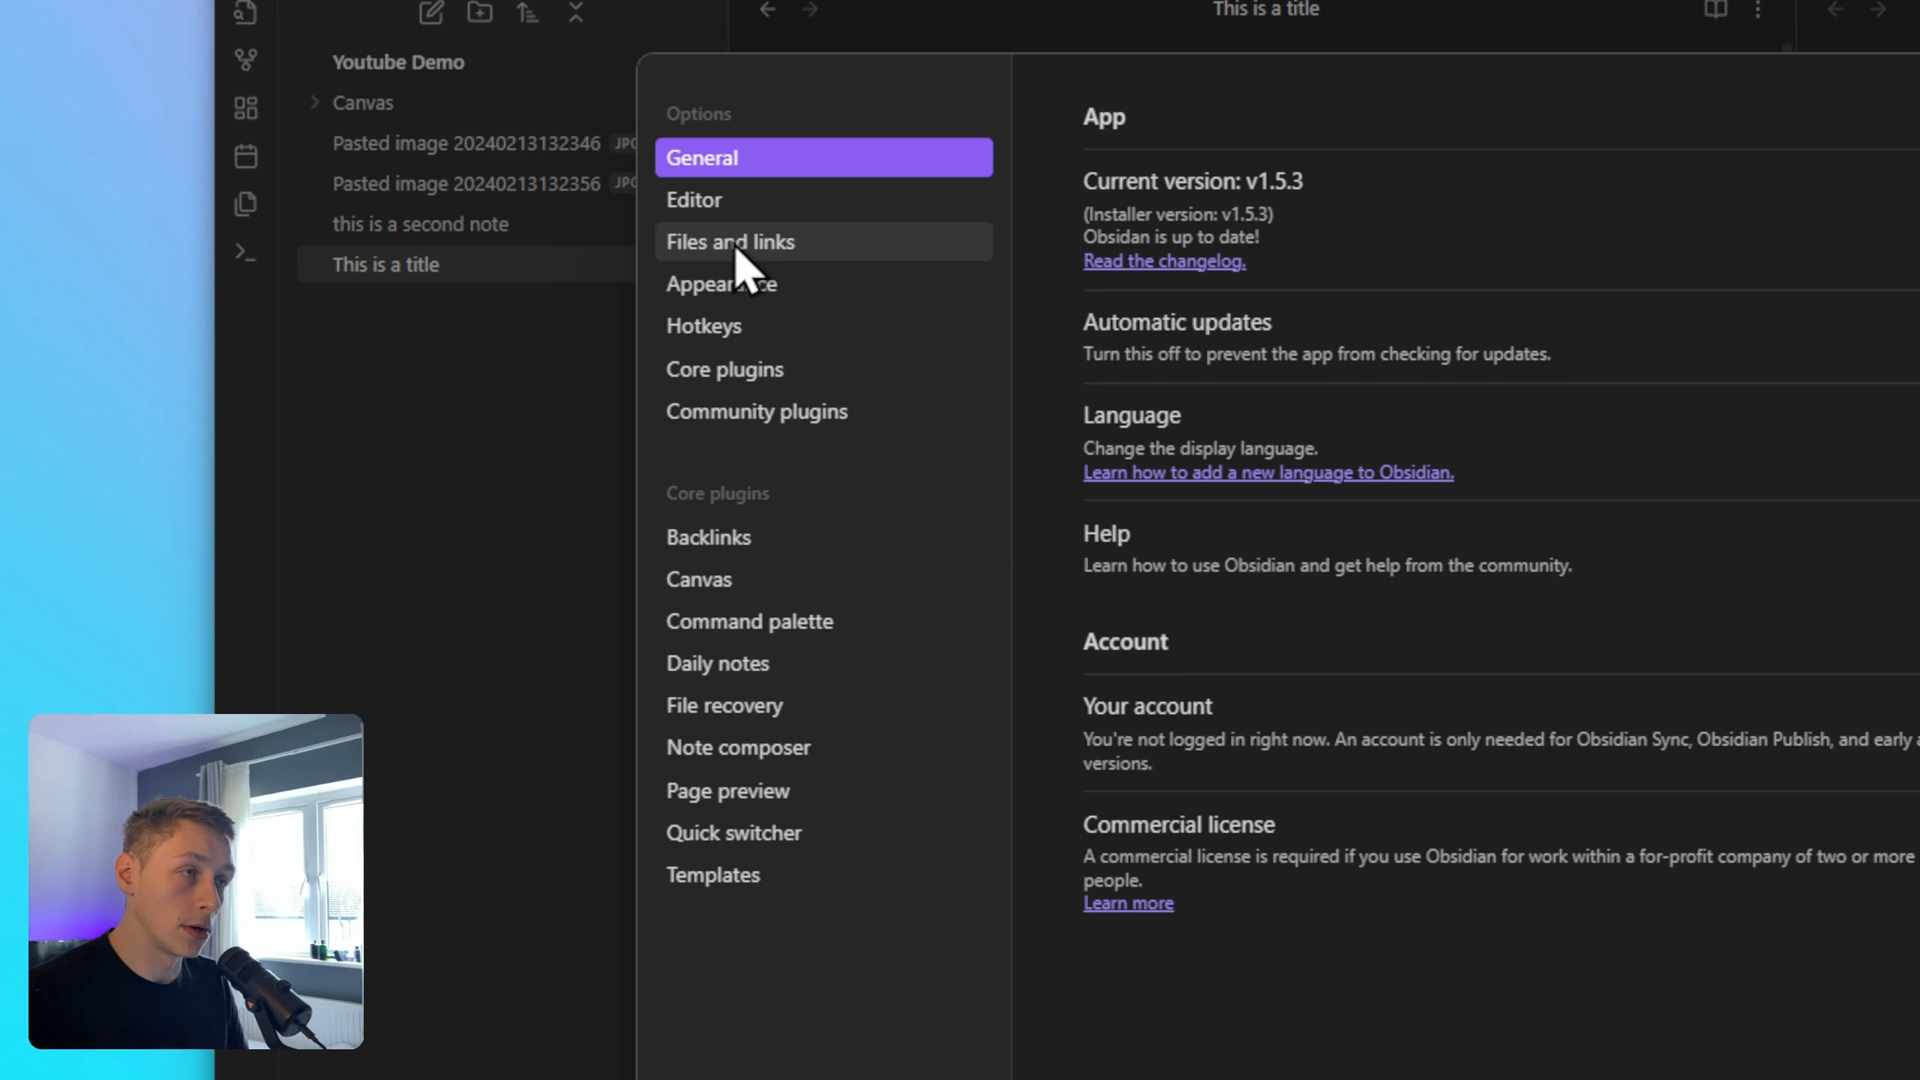 This is a title
Youtube Demo
Canvas
Pasted image 20240213132346 JPG
Pasted image 20240213132356 JPG
this is a second note
This is a title
Options
General
Editor
Files and links
Appearance
Hotkeys
Core plugins
Community plugins
Core plugins
Backlinks
Canvas
Command palette
Daily notes
File recovery
Note composer
Page preview
Quick switcher
Templates
App
Current version: v1.5.3
(Installer version: v1.5.3)
Obsidan is up to date!
Read the changelog.
Automatic updates
Turn this off to prevent the app from checking for updates.
Language
Change the display language.
Learn how to add a new language to Obsidian.
Help
Learn how to use Obsidian and get help from the community.
Account
Your account
You're not logged in right now. An account is only needed for Obsidian Sync, Obsidian Publish, and early
versions.
Commercial license
A commercial license is required if you use Obsidian for work within a for-profit company of two or more
people.
Learn more